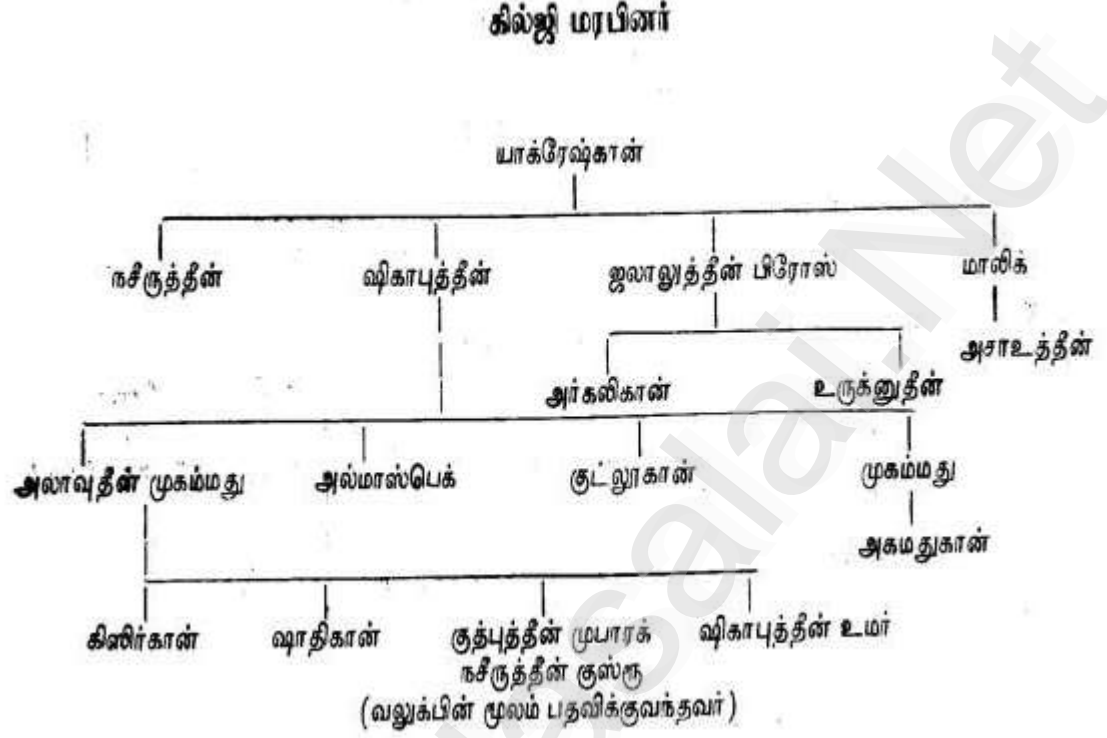 கில்ஜி மரபினர்
யாக்ரேஷ்கான்
நசீருத்தீன் ஷிகாபுத்தீன் ஜலாலுத்தீன் பிரோஸ் மாலிக்
அசாஉத்தீன்
அர்கலிகான் உருக்னுதீன்
அலாவுதீன் முகம்மது அல்மாஸ்பெக் குட்லூகான் முகம்மது
அகமதுகான்
கிஸிர்கான் ஷாதிகான் குத்புத்தீன் முபாரக் ஷிகாபுத்தீன் உமர்
நசீருத்தீன் குஸ்ரூ
(வலுக்பின் மூலம் பதவிக்குவந்தவர்)